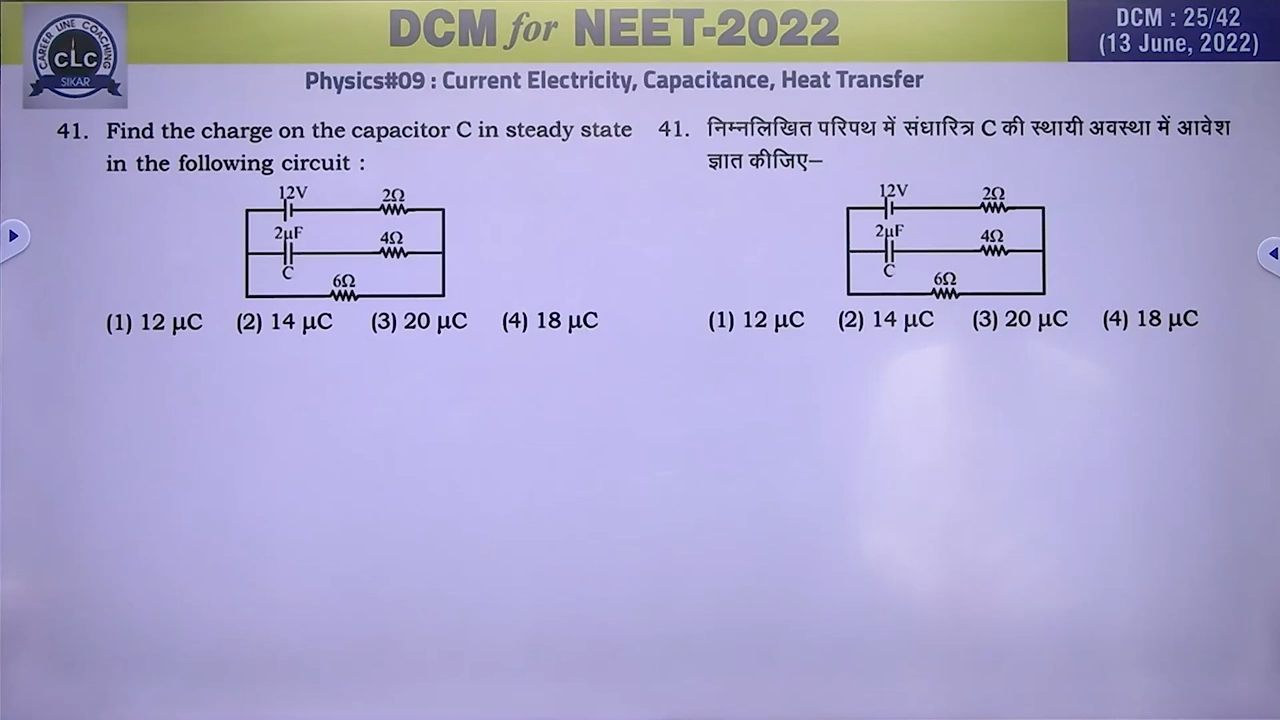 CAREER LINE COACHING
CLC
SIKAR
DCM for NEET-2022
DCM : 25/42
(13 June, 2022)
Physics#09 : Current Electricity, Capacitance, Heat Transfer
41. Find the charge on the capacitor C in steady state
in the following circuit :
12V
2Ω
2μF
4Ω
C
6Ω
(1) 12 μC (2) 14 μC (3) 20 μC (4) 18 μC
41. निम्नलिखित परिपथ में संधारित्र C की स्थायी अवस्था में आवेश
ज्ञात कीजिए–
12V
2Ω
2μF
4Ω
C
6Ω
(1) 12 μC (2) 14 μC (3) 20 μC (4) 18 μC